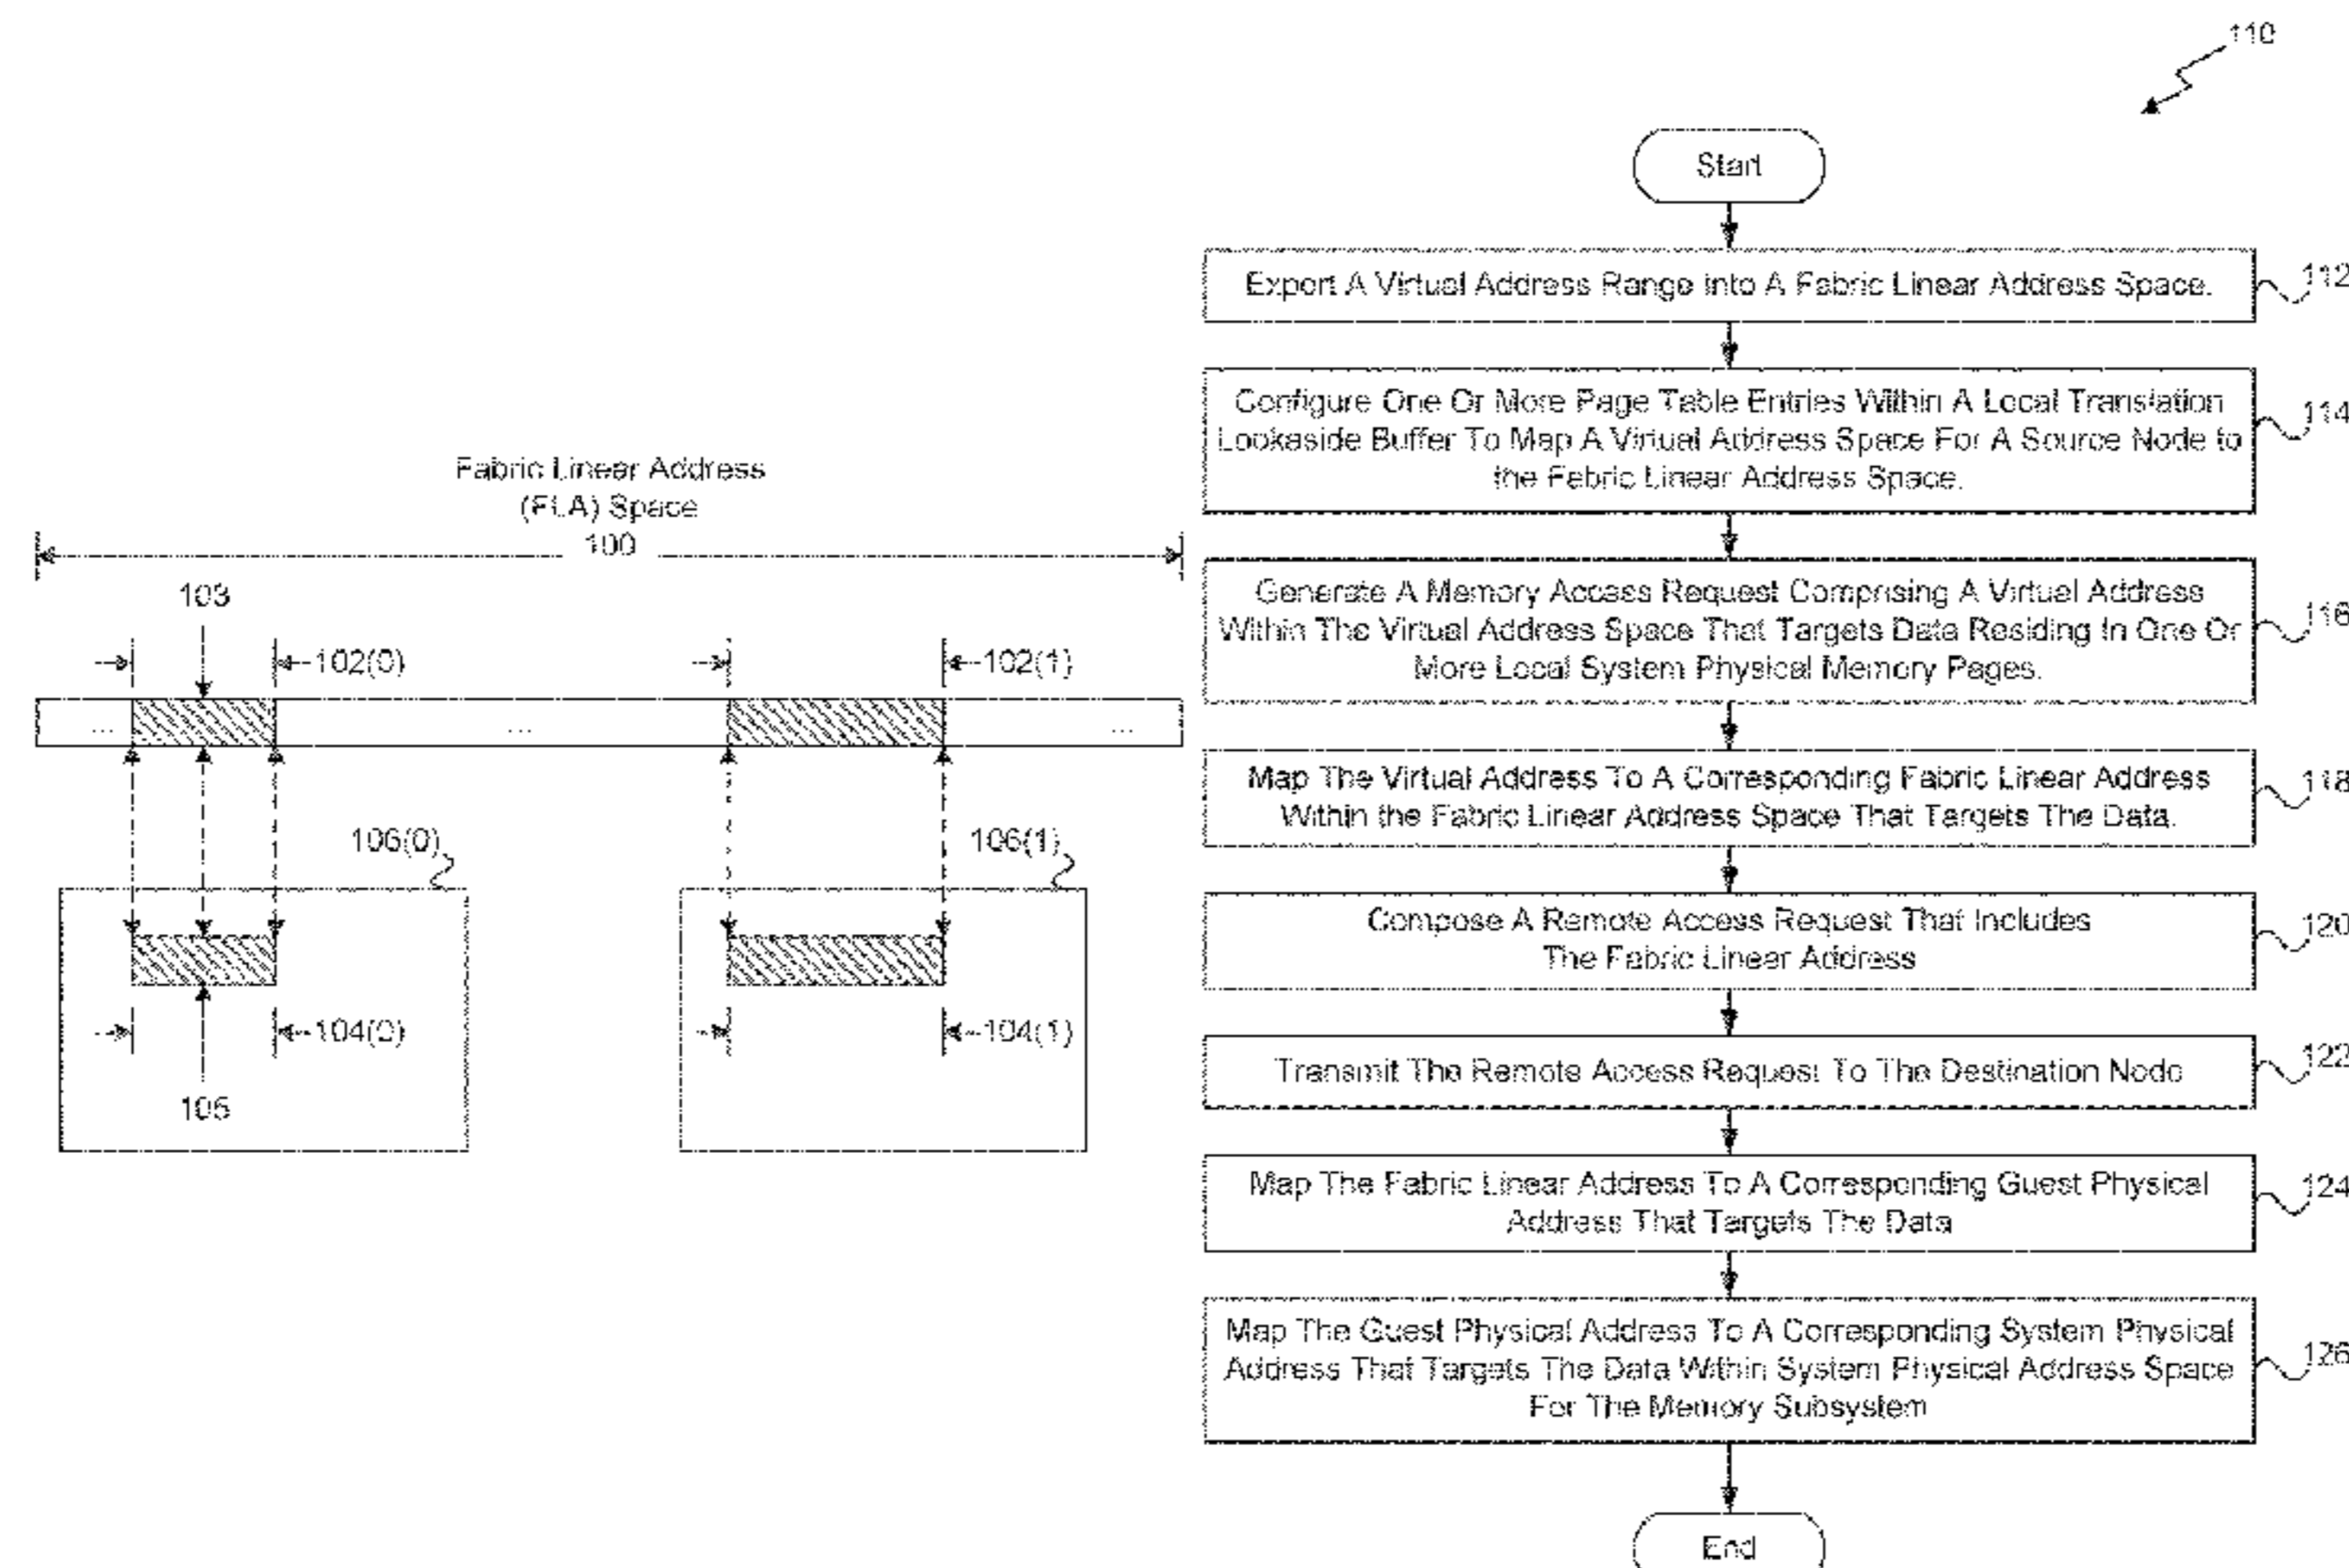 110
Start
Export A Virtual Address Range into A Fabric Linear Address Space.
112
Configure One Or More Page Table Entries Within A Local Translation
Lookaside Buffer To Map A Virtual Address Space For A Source Node to
the Fabric Linear Address Space.
114
Generate A Memory Access Request Comprising A Virtual Address
Within The Virtual Address Space That Targets Data Residing In One Or
More Local System Physical Memory Pages.
116
Map The Virtual Address To A Corresponding Fabric Linear Address
Within the Fabric Linear Address Space That Targets The Data.
118
Compose A Remote Access Request That Includes
The Fabric Linear Address
120
Transmit The Remote Access Request To The Destination Node
122
Map The Fabric Linear Address To A Corresponding Guest Physical
Address That Targets The Data
124
Map The Guest Physical Address To A Corresponding System Physical
Address That Targets The Data Within System Physical Address Space
For The Memory Subsystem
126
End
Fabric Linear Address
(FLA) Space
100
103
102(0)
102(1)
...
...
...
106(0)
106(1)
104(0)
104(1)
105